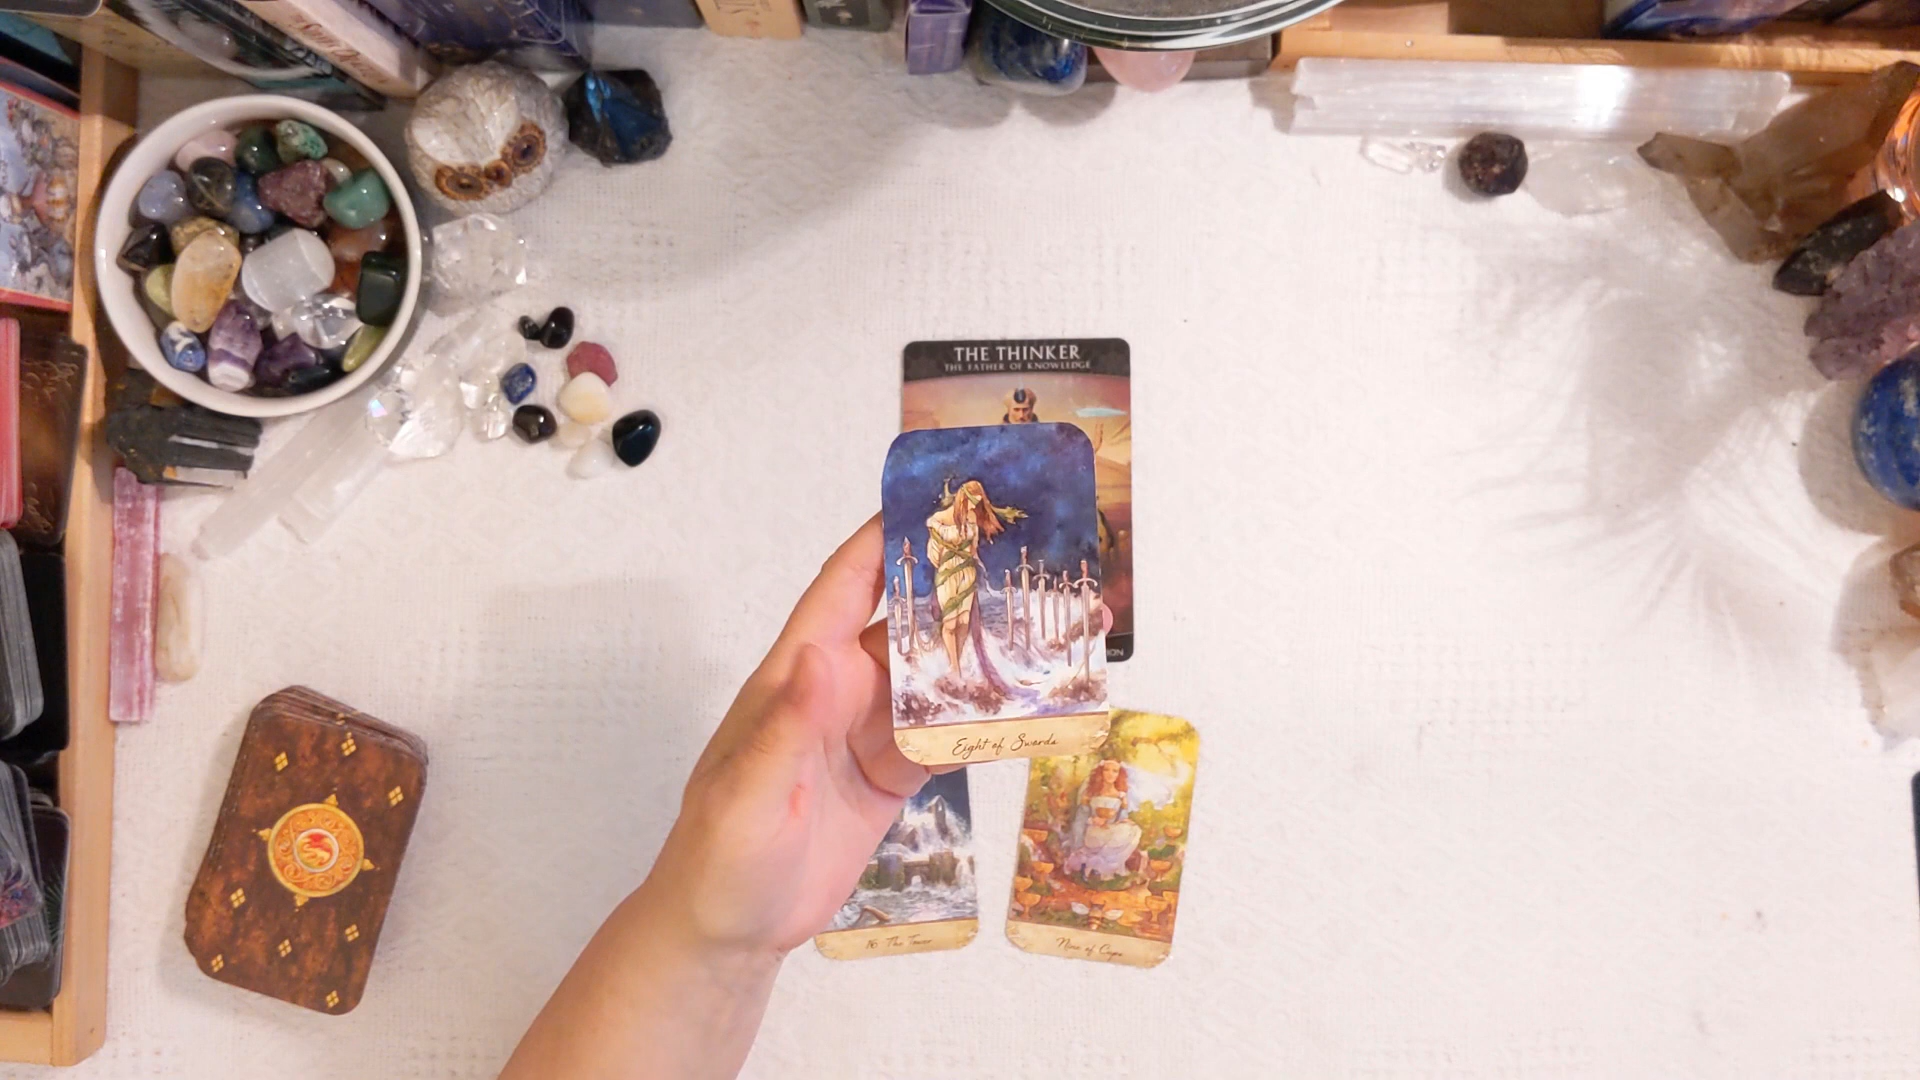 THE THINKER
THE FATHER OF KNOWLEDGE
Eight of Swords
16 The Tower
Nine of Cups